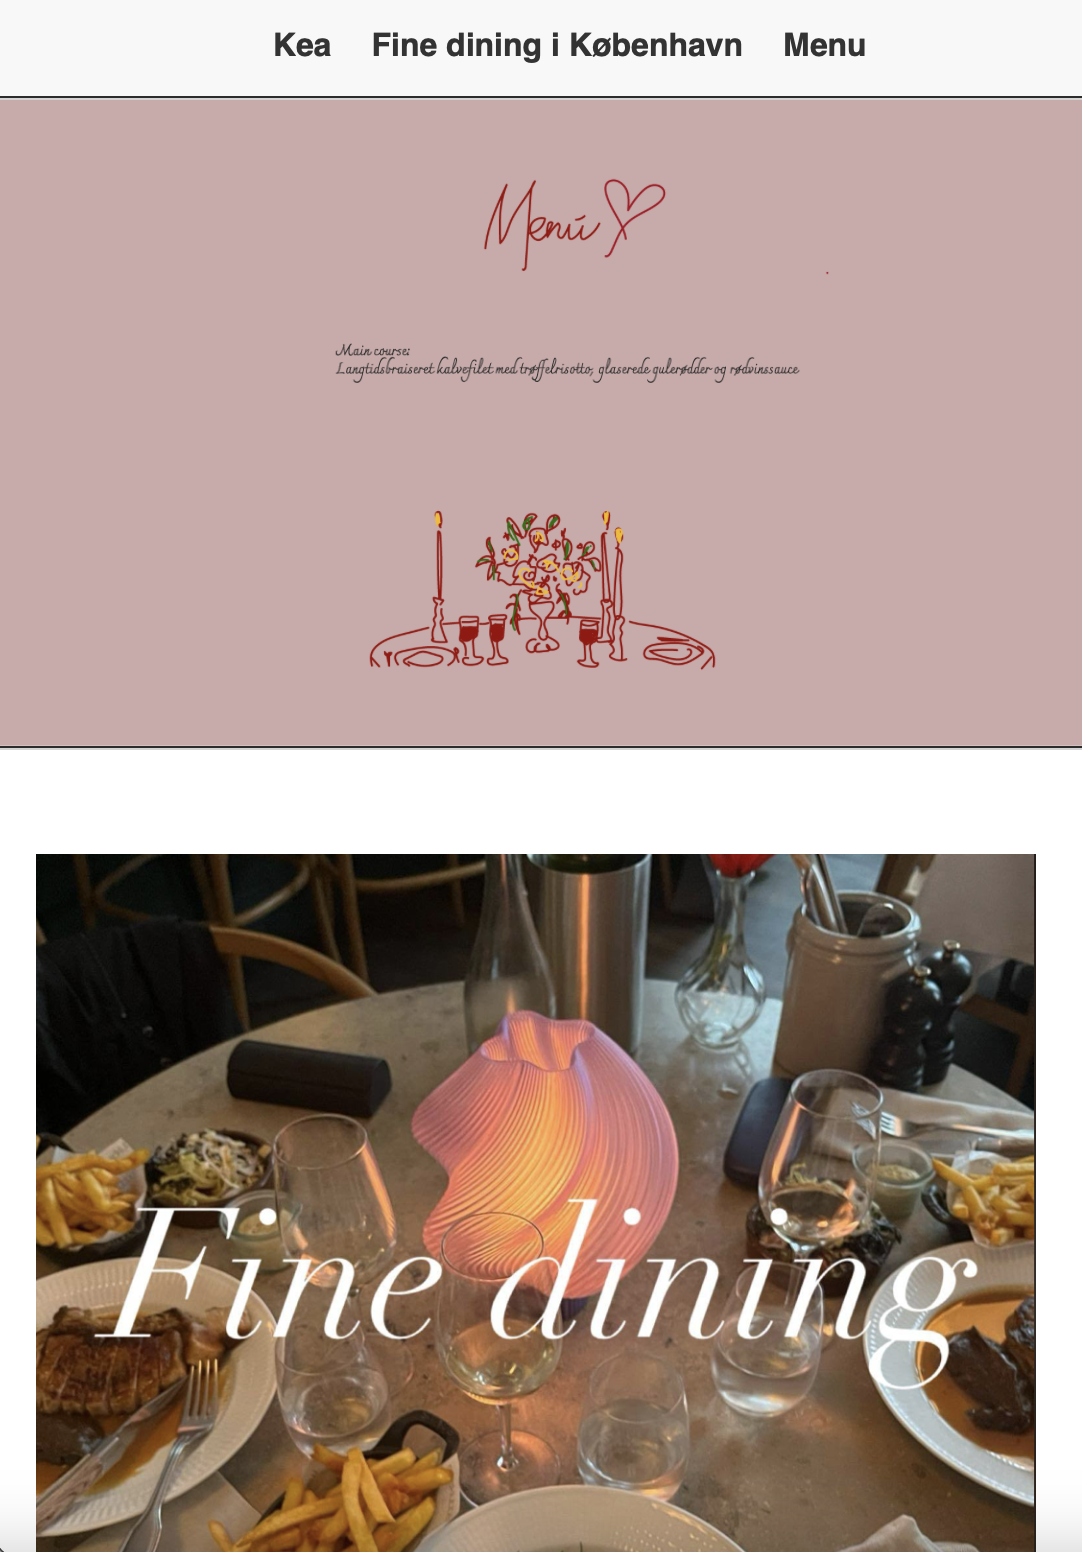 Kea Fine dining i København Menu
Menú
Main course:
Langtidsbraiseret kalvefilet med trøffelrisotto, glaserede gulerødder og rødvinssauce
Fine dining